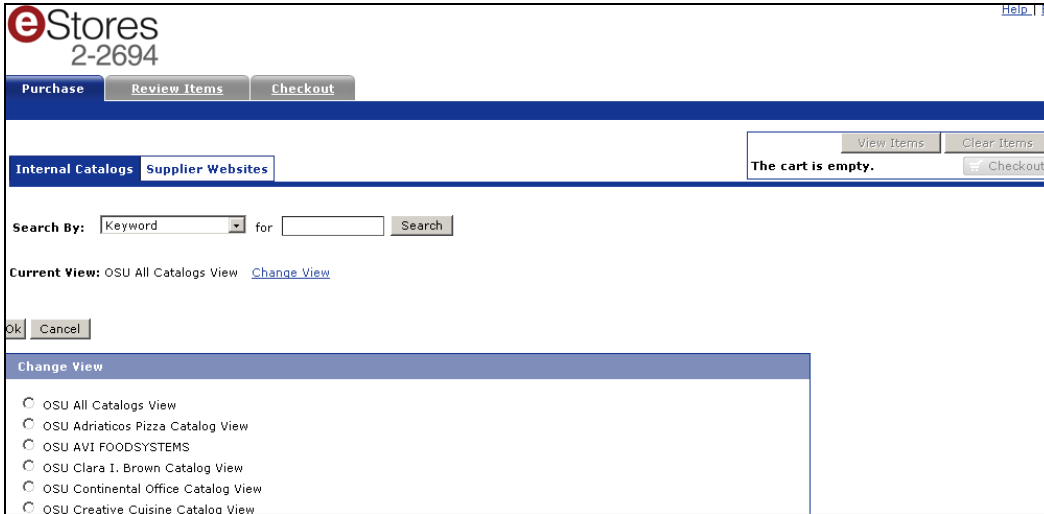 Help |
eStores
2-2694
Purchase Review Items Checkout
View Items Clear Items
The cart is empty. Checkout
Internal Catalogs Supplier Websites
Search By: Keyword for Search
Current View: OSU All Catalogs View Change View
Ok Cancel
Change View
OSU All Catalogs View
OSU Adriaticos Pizza Catalog View
OSU AVI FOODSYSTEMS
OSU Clara I. Brown Catalog View
OSU Continental Office Catalog View
OSU Creative Cuisine Catalog View